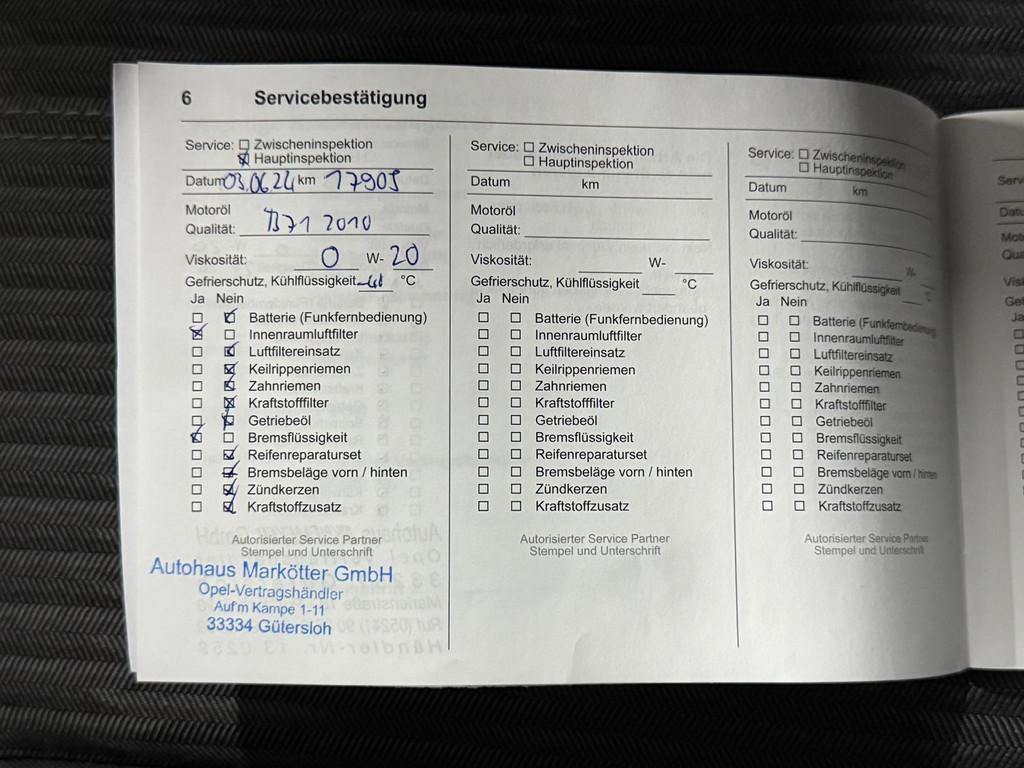 6 Servicebestätigung
Service: ☐ Zwischeninspektion
☒ Hauptinspektion
Datum 03.06.24 km 17905
Motoröl
Qualität: B71 2010
Viskosität: 0 W- 20
Gefrierschutz, Kühlflüssigkeit °C
Ja Nein
☐ ☒ Batterie (Funkfernbedienung)
☒ ☐ Innenraumluftfilter
☐ ☒ Luftfiltereinsatz
☐ ☒ Keilrippenriemen
☐ ☒ Zahnriemen
☐ ☒ Kraftstofffilter
☐ ☒ Getriebeöl
☒ ☐ Bremsflüssigkeit
☐ ☒ Reifenreparaturset
☐ ☒ Bremsbeläge vorn / hinten
☐ ☒ Zündkerzen
☐ ☒ Kraftstoffzusatz
Autorisierter Service Partner
Stempel und Unterschrift
Autohaus Markötter GmbH
Opel-Vertragshändler
Auf'm Kampe 1-11
33334 Gütersloh
Service: ☐ Zwischeninspektion
☐ Hauptinspektion
Datum km
Motoröl
Qualität:
Viskosität: W-
Gefrierschutz, Kühlflüssigkeit °C
Ja Nein
☐ ☐ Batterie (Funkfernbedienung)
☐ ☐ Innenraumluftfilter
☐ ☐ Luftfiltereinsatz
☐ ☐ Keilrippenriemen
☐ ☐ Zahnriemen
☐ ☐ Kraftstofffilter
☐ ☐ Getriebeöl
☐ ☐ Bremsflüssigkeit
☐ ☐ Reifenreparaturset
☐ ☐ Bremsbeläge vorn / hinten
☐ ☐ Zündkerzen
☐ ☐ Kraftstoffzusatz
Autorisierter Service Partner
Stempel und Unterschrift
Service: ☐ Zwischeninspektion
☐ Hauptinspektion
Datum km
Motoröl
Qualität:
Viskosität: W-
Gefrierschutz, Kühlflüssigkeit °C
Ja Nein
☐ ☐ Batterie (Funkfernbedienung)
☐ ☐ Innenraumluftfilter
☐ ☐ Luftfiltereinsatz
☐ ☐ Keilrippenriemen
☐ ☐ Zahnriemen
☐ ☐ Kraftstofffilter
☐ ☐ Getriebeöl
☐ ☐ Bremsflüssigkeit
☐ ☐ Reifenreparaturset
☐ ☐ Bremsbeläge vorn / hinten
☐ ☐ Zündkerzen
☐ ☐ Kraftstoffzusatz
Autorisierter Service Partner
Stempel und Unterschrift